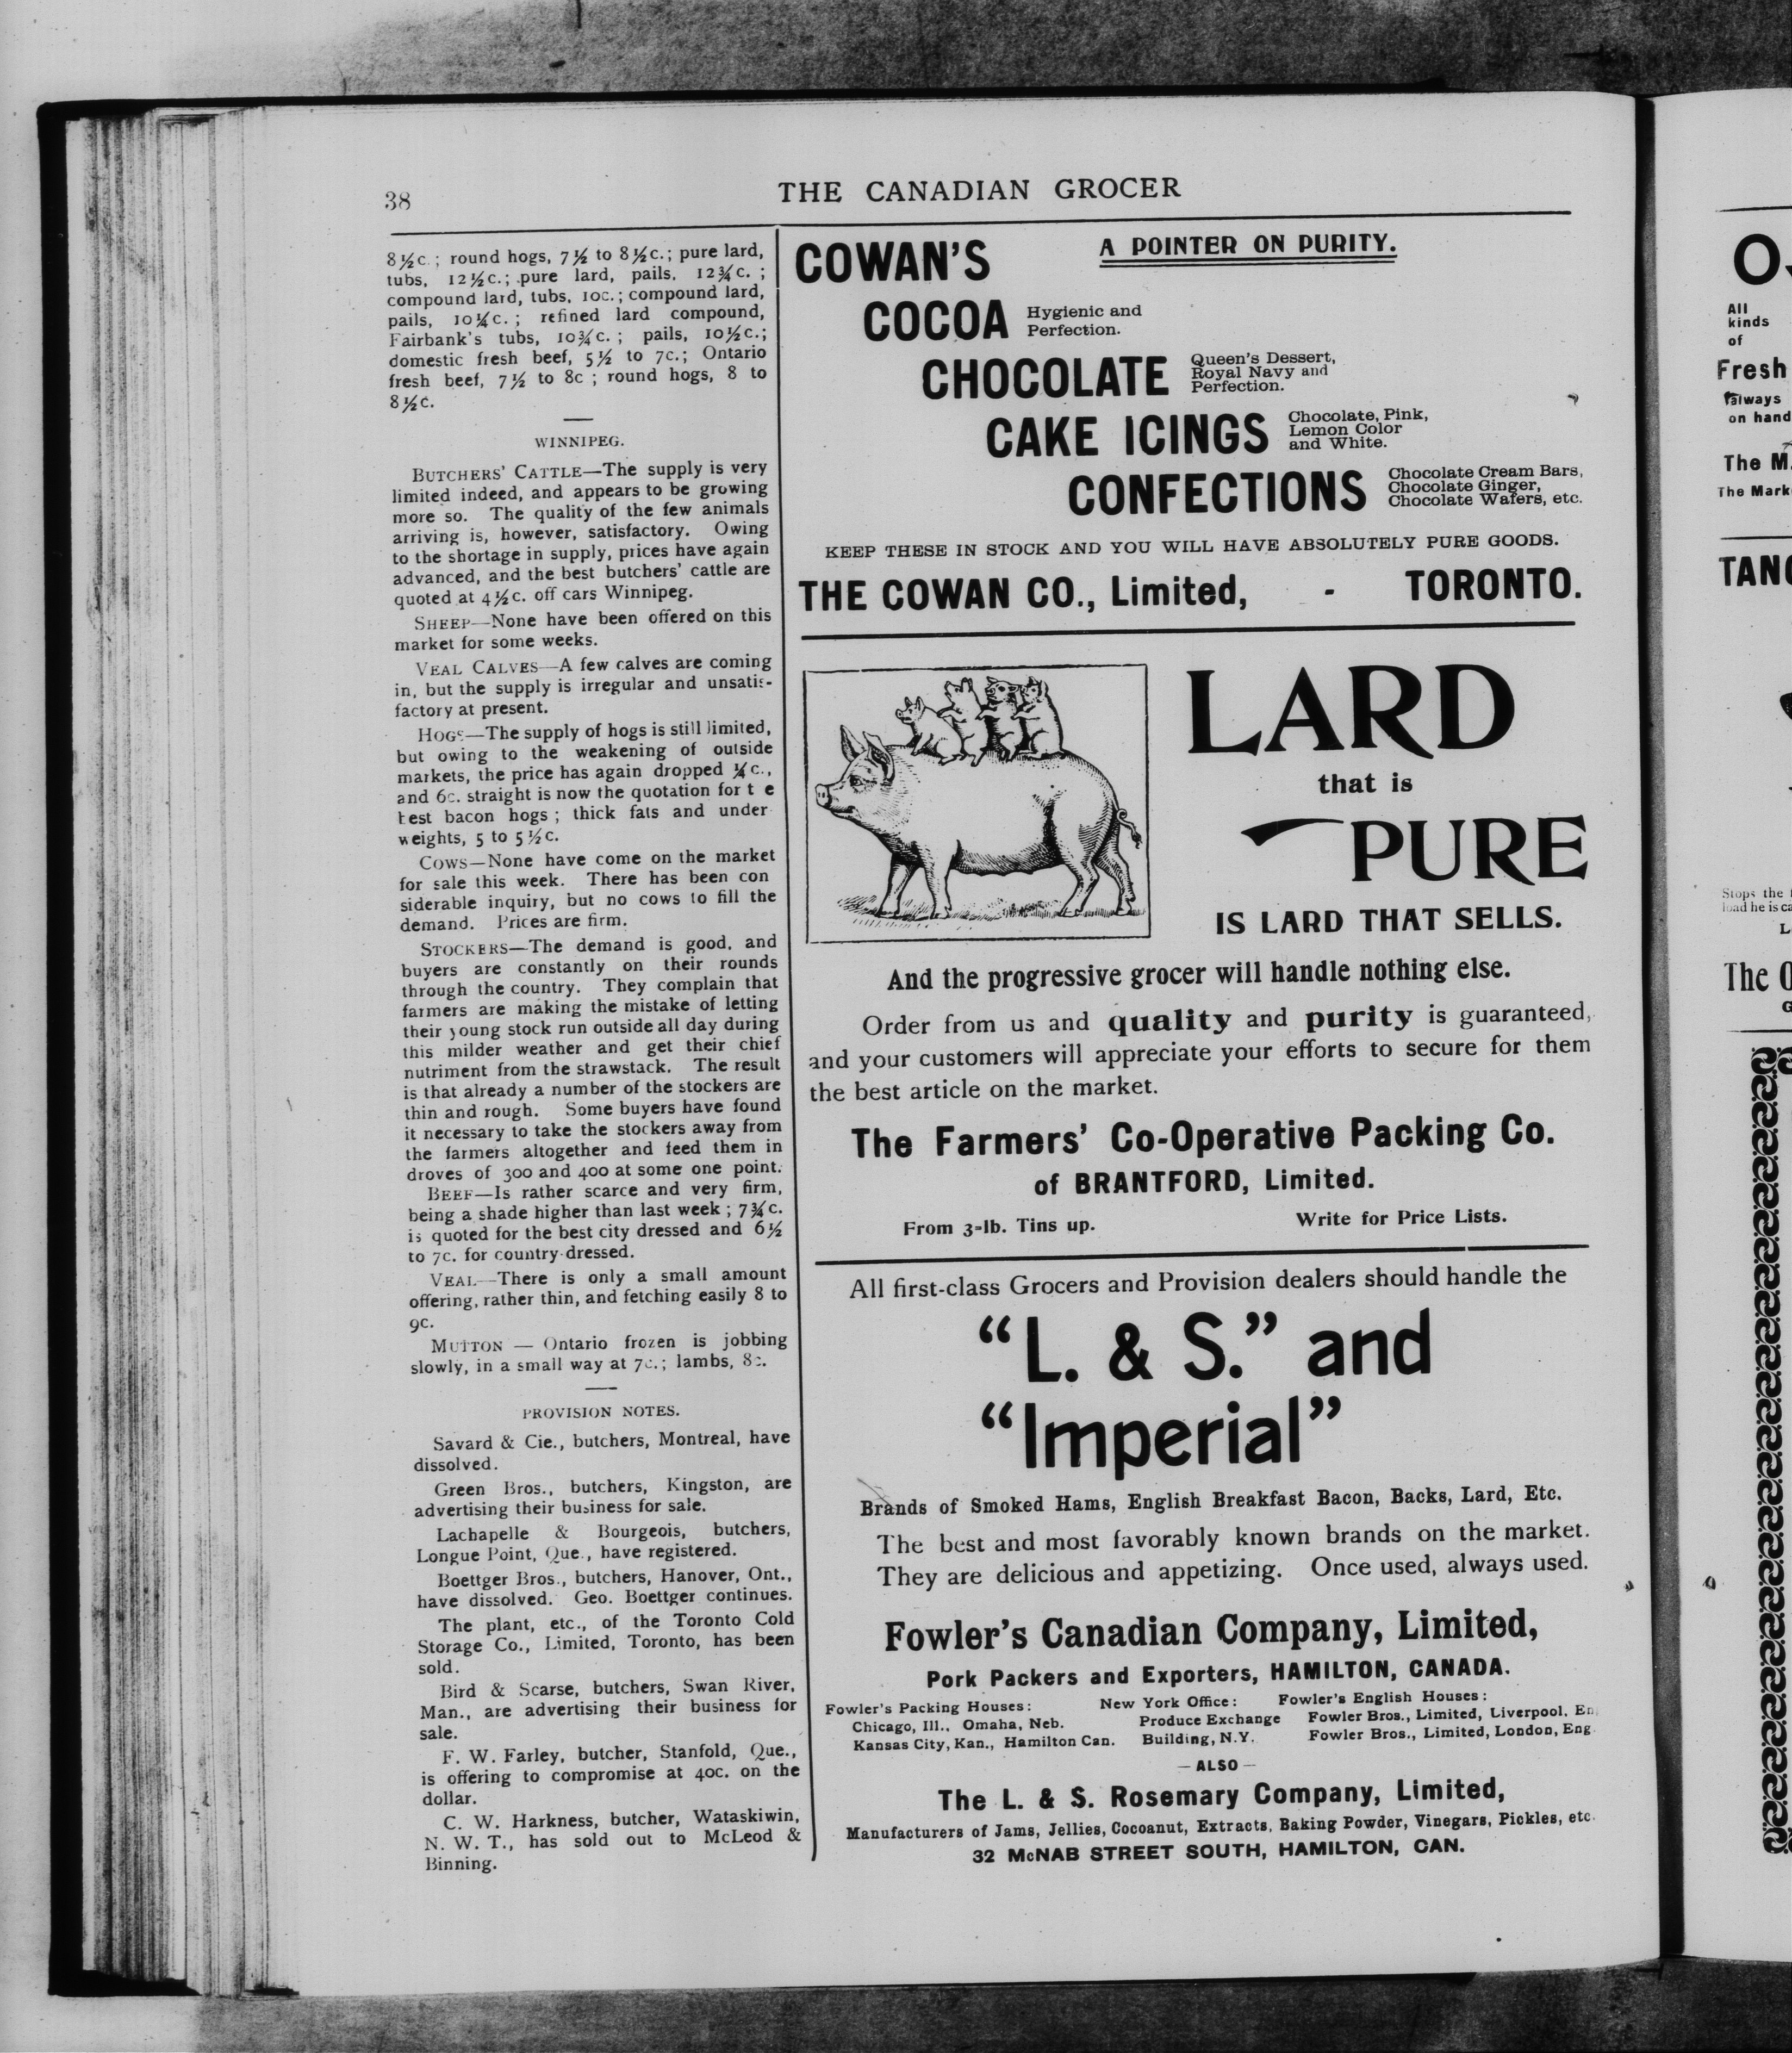 38
THE CANADIAN GROCER
8½c.; round hogs, 7½ to 8½c.; pure lard,
tubs, 12½c.; pure lard, pails, 12¾c.;
compound lard, tubs, 10c.; compound lard,
pails, 10¼c.; refined lard compound,
Fairbank's tubs, 10¾c.; pails, 10½c.;
domestic fresh beef, 5½ to 7c.; Ontario
fresh beef, 7½ to 8c; round hogs, 8 to
8½c.
WINNIPEG.
BUTCHERS' CATTLE—The supply is very
limited indeed, and appears to be growing
more so. The quality of the few animals
arriving is, however, satisfactory. Owing
to the shortage in supply, prices have again
advanced, and the best butchers' cattle are
quoted at 4½c. off cars Winnipeg.
SHEEP—None have been offered on this
market for some weeks.
VEAL CALVES—A few calves are coming
in, but the supply is irregular and unsatis-
factory at present.
HOGS—The supply of hogs is still limited,
but owing to the weakening of outside
markets, the price has again dropped ¼c.,
and 6c. straight is now the quotation for t e
best bacon hogs; thick fats and under
weights, 5 to 5½c.
COWS—None have come on the market
for sale this week. There has been con
siderable inquiry, but no cows to fill the
demand. Prices are firm.
STOCKERS—The demand is good, and
buyers are constantly on their rounds
through the country. They complain that
farmers are making the mistake of letting
their young stock run outside all day during
this milder weather and get their chief
nutriment from the strawstack. The result
is that already a number of the stockers are
thin and rough. Some buyers have found
it necessary to take the stockers away from
the farmers altogether and feed them in
droves of 300 and 400 at some one point.
BEEF—Is rather scarce and very firm,
being a shade higher than last week; 7¾c.
is quoted for the best city dressed and 6½
to 7c. for country dressed.
VEAL—There is only a small amount
offering, rather thin, and fetching easily 8 to
9c.
MUTTON — Ontario frozen is jobbing
slowly, in a small way at 7c.; lambs, 8c.
PROVISION NOTES.
Savard & Cie., butchers, Montreal, have
dissolved.
Green Bros., butchers, Kingston, are
advertising their business for sale.
Lachapelle & Bourgeois, butchers,
Longue Point, Que., have registered.
Boettger Bros., butchers, Hanover, Ont.,
have dissolved. Geo. Boettger continues.
The plant, etc., of the Toronto Cold
Storage Co., Limited, Toronto, has been
sold.
Bird & Scarse, butchers, Swan River,
Man., are advertising their business for
sale.
F. W. Farley, butcher, Stanfold, Que.,
is offering to compromise at 40c. on the
dollar.
C. W. Harkness, butcher, Wataskiwin,
N. W. T., has sold out to McLeod &
Binning.
COWAN'S A POINTER ON PURITY.
COCOA Hygienic and
Perfection.
CHOCOLATE Queen's Dessert,
Royal Navy and
Perfection.
CAKE ICINGS Chocolate, Pink,
Lemon Color
and White.
CONFECTIONS Chocolate Cream Bars,
Chocolate Ginger,
Chocolate Wafers, etc.
KEEP THESE IN STOCK AND YOU WILL HAVE ABSOLUTELY PURE GOODS.
THE COWAN CO., Limited, - TORONTO.
LARD
that is
PURE
IS LARD THAT SELLS.
And the progressive grocer will handle nothing else.
Order from us and quality and purity is guaranteed,
and your customers will appreciate your efforts to secure for them
the best article on the market.
The Farmers' Co-Operative Packing Co.
of BRANTFORD, Limited.
From 3-lb. Tins up. Write for Price Lists.
All first-class Grocers and Provision dealers should handle the
"L. & S." and
"Imperial"
Brands of Smoked Hams, English Breakfast Bacon, Backs, Lard, Etc.
The best and most favorably known brands on the market.
They are delicious and appetizing. Once used, always used.
Fowler's Canadian Company, Limited,
Pork Packers and Exporters, HAMILTON, CANADA.
Fowler's Packing Houses: New York Office: Fowler's English Houses:
Chicago, Ill., Omaha, Neb. Produce Exchange Fowler Bros., Limited, Liverpool, En
Kansas City, Kan., Hamilton Can. Building, N.Y. Fowler Bros., Limited, London, Eng.
—ALSO—
The L. & S. Rosemary Company, Limited,
Manufacturers of Jams, Jellies, Cocoanut, Extracts, Baking Powder, Vinegars, Pickles, etc.
32 McNAB STREET SOUTH, HAMILTON, CAN.
All
kinds
of
Fresh
always
on hand
The M.
The Mark
TANG
Stops the
load he is ca
The O